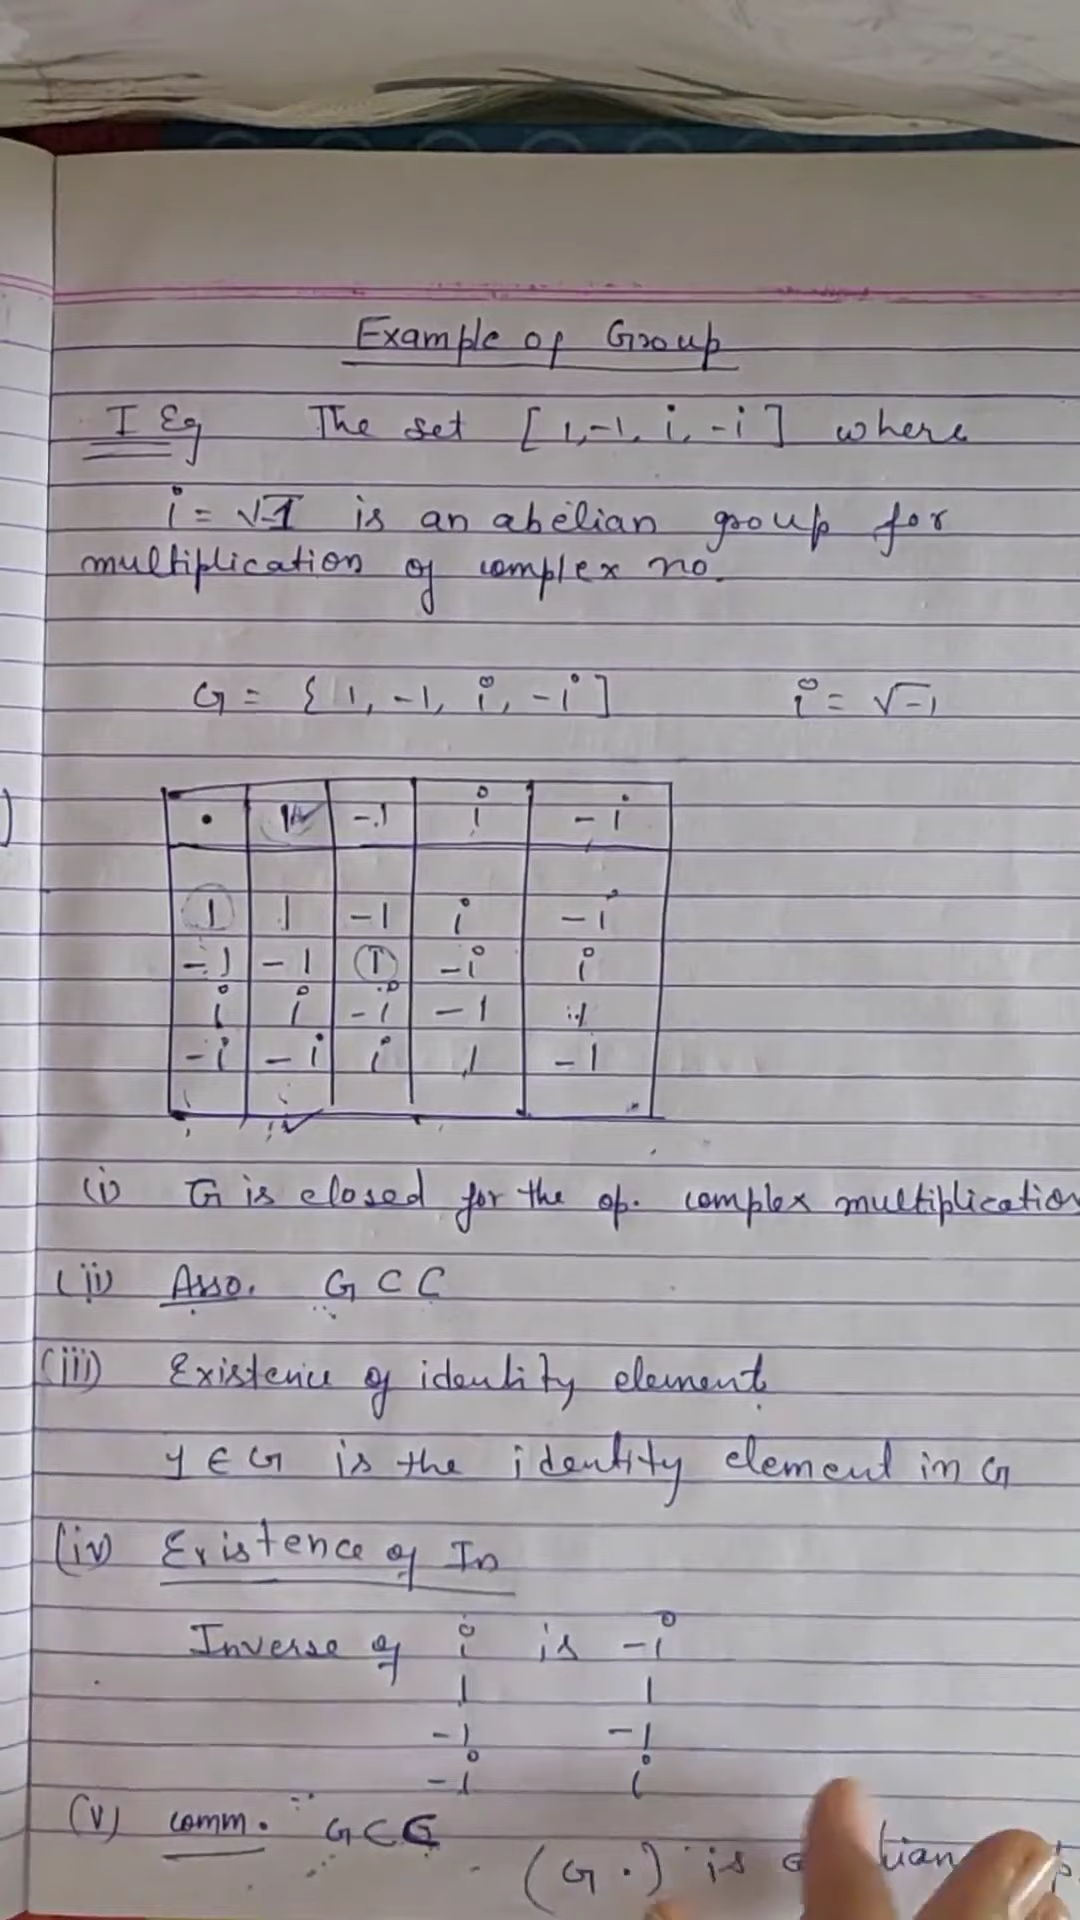 Example of Group
I Eg The set [1,-1, i, -i] where
i = √-1 is an abelian group for
multiplication of complex no.
G = { 1, -1, i, -i ] i = √-1
• 1 -1 i -i
1 1 -1 i -i
-1 -1 1 -i i
i i -i -1 1
-i -i i 1 -1
(i) G is closed for the op. complex multiplication
(ii) Asso. G ⊂ C
(iii) Existence of identity element
1 ∈ G is the identity element in G
(iv) Existence of In
Inverse of i is -i
1 1
-1 -1
-i i
(v) comm. ∵ G ⊂ C
(G •) is